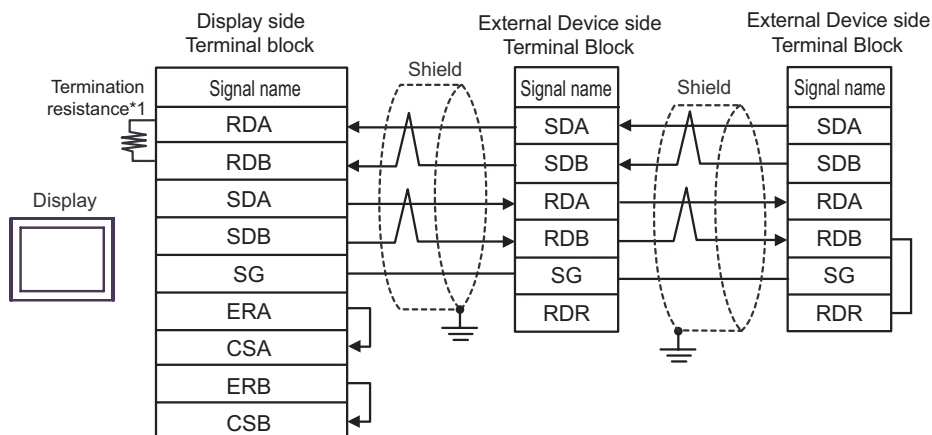 Display side
Terminal block
External Device side
Terminal Block
External Device side
Terminal Block
Termination
resistance*1
Display
Signal name
RDA
RDB
SDA
SDB
SG
ERA
CSA
ERB
CSB
Shield
Signal name
SDA
SDB
RDA
RDB
SG
RDR
Shield
Signal name
SDA
SDB
RDA
RDB
SG
RDR